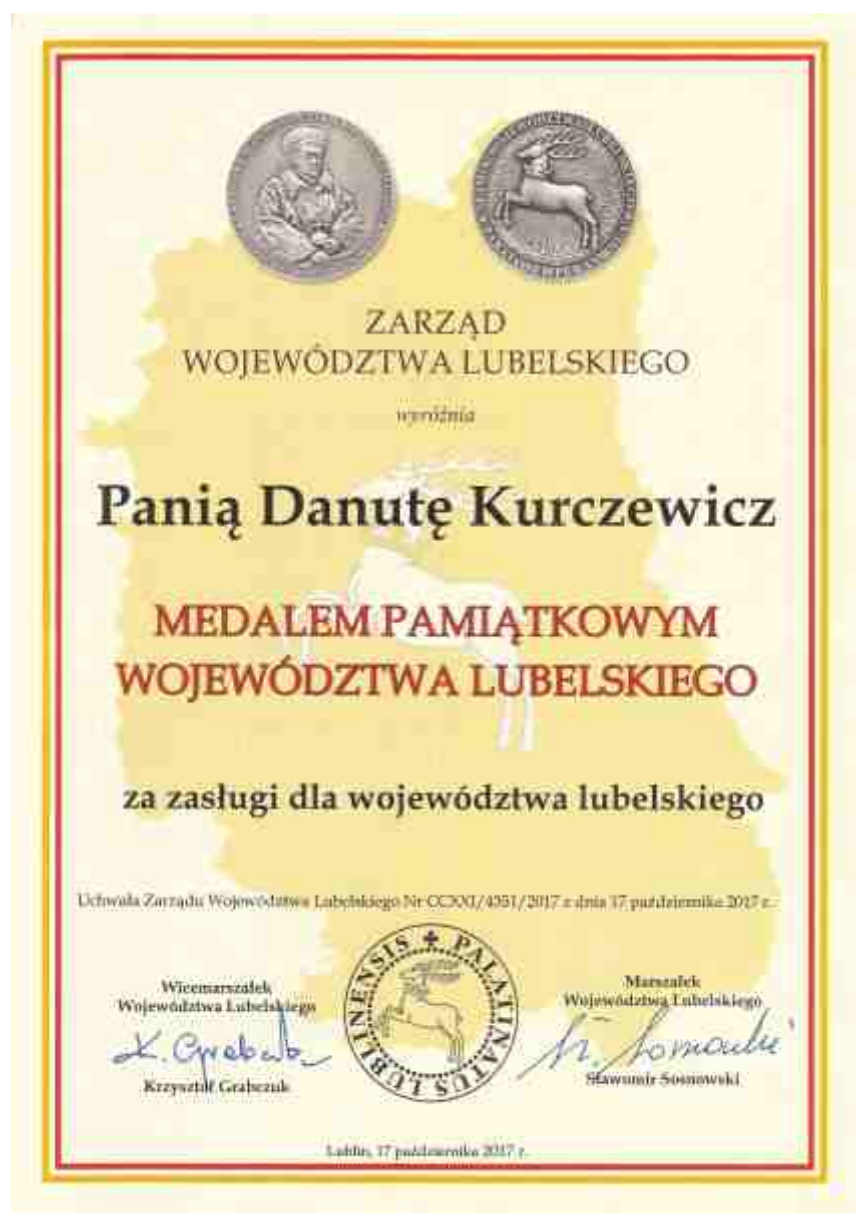 ZARZĄD
WOJEWÓDZTWA LUBELSKIEGO
wyróżnia
Panią Danutę Kurczewicz
MEDALEM PAMIĄTKOWYM
WOJEWÓDZTWA LUBELSKIEGO
za zasługi dla województwa lubelskiego
Uchwała Zarządu Województwa Lubelskiego Nr CCXXI/4351/2017 z dnia 17 października 2017 r.
PALATINATUS LUBLINENSIS
Wicemarszałek
Województwa Lubelskiego
K. Grabczuk
Krzysztof Grabczuk
Marszałek
Województwa Lubelskiego
Sławomir Sosnowski
Lublin, 17 października 2017 r.